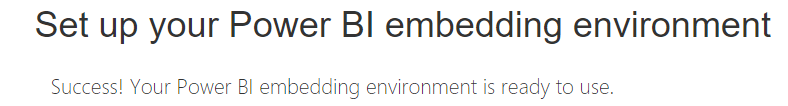 Set up your Power BI embedding environment
Success! Your Power BI embedding environment is ready to use.